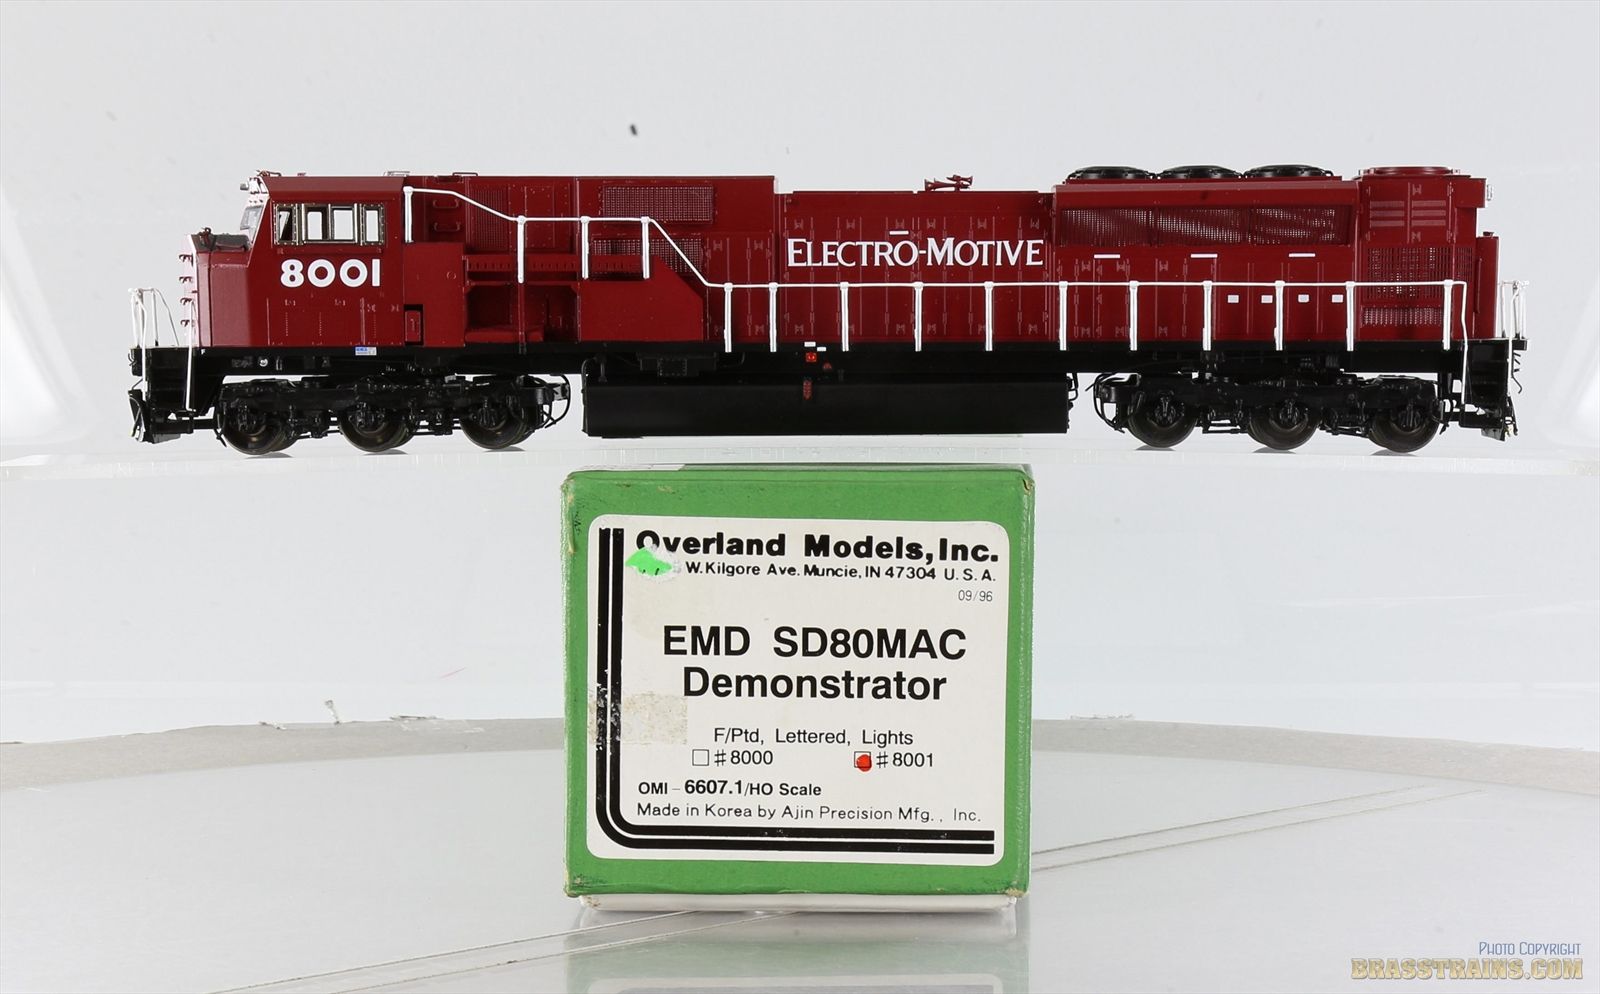 8001
ELECTRO-MOTIVE
Overland Models, Inc.
W. Kilgore Ave. Muncie, IN 47304 U.S.A.
09/96
EMD SD80MAC
Demonstrator
F/Ptd, Lettered, Lights
#8000 #8001
OMI - 6607.1/HO Scale
Made in Korea by Ajin Precision Mfg., Inc.
PHOTO COPYRIGHT
BRASSTRAINS.COM